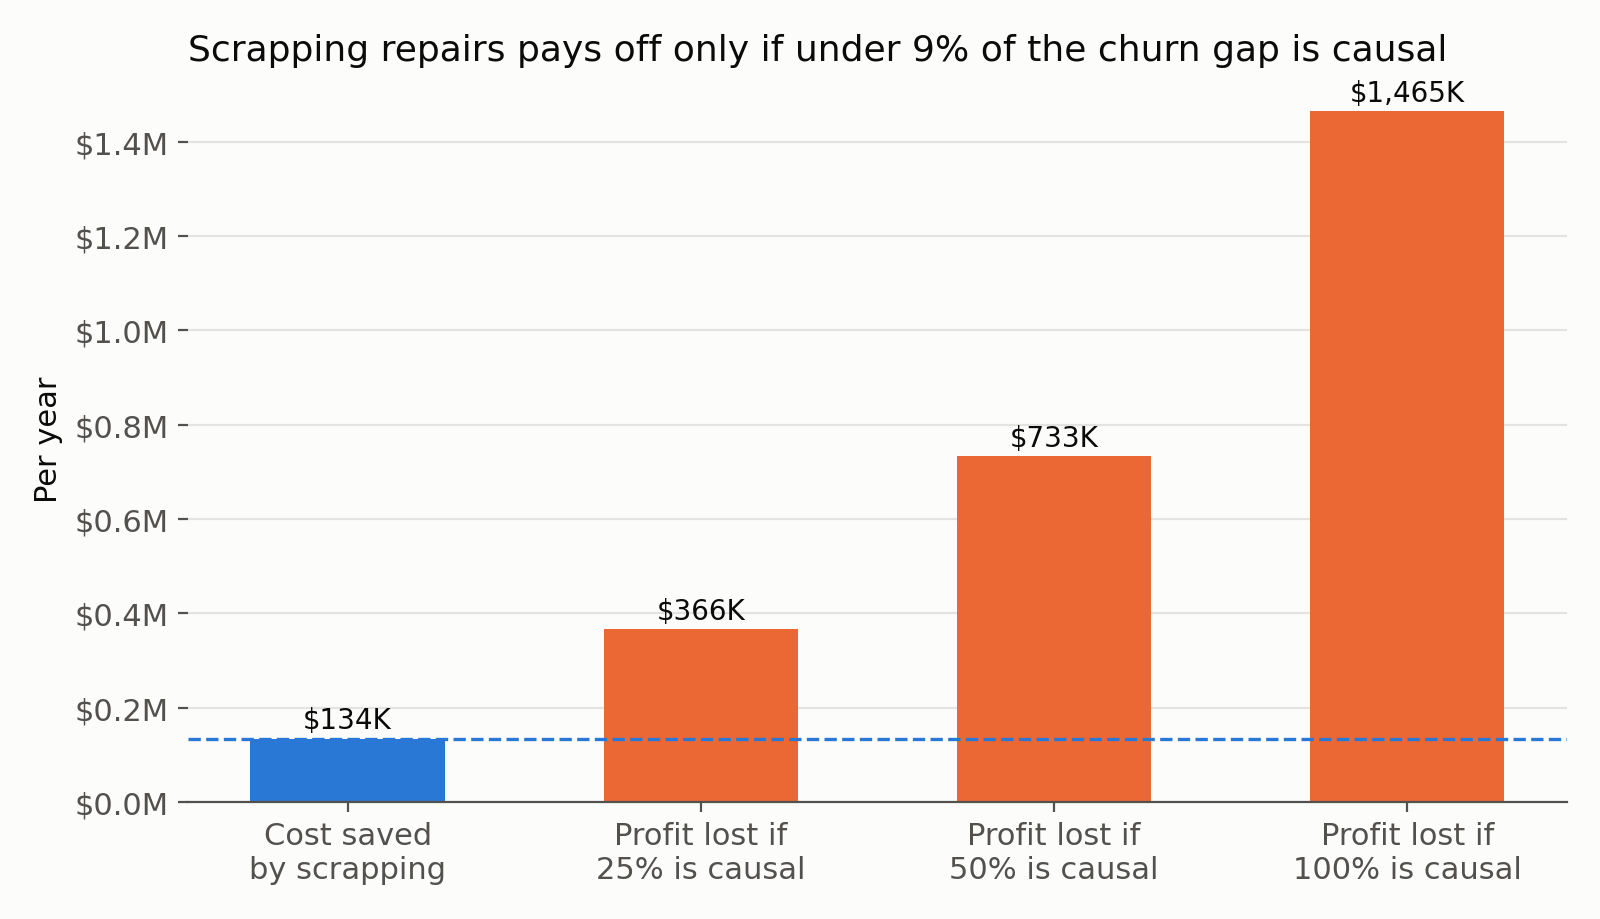 Scrapping repairs pays off only if under 9% of the churn gap is causal
$1,465K
$1.4M
$1.2M
$1.0M
$0.8M
$0.6M
$0.4M
$0.2M
$0.0M
Per year
$733K
$366K
$134K
Cost saved
by scrapping
Profit lost if
25% is causal
Profit lost if
50% is causal
Profit lost if
100% is causal